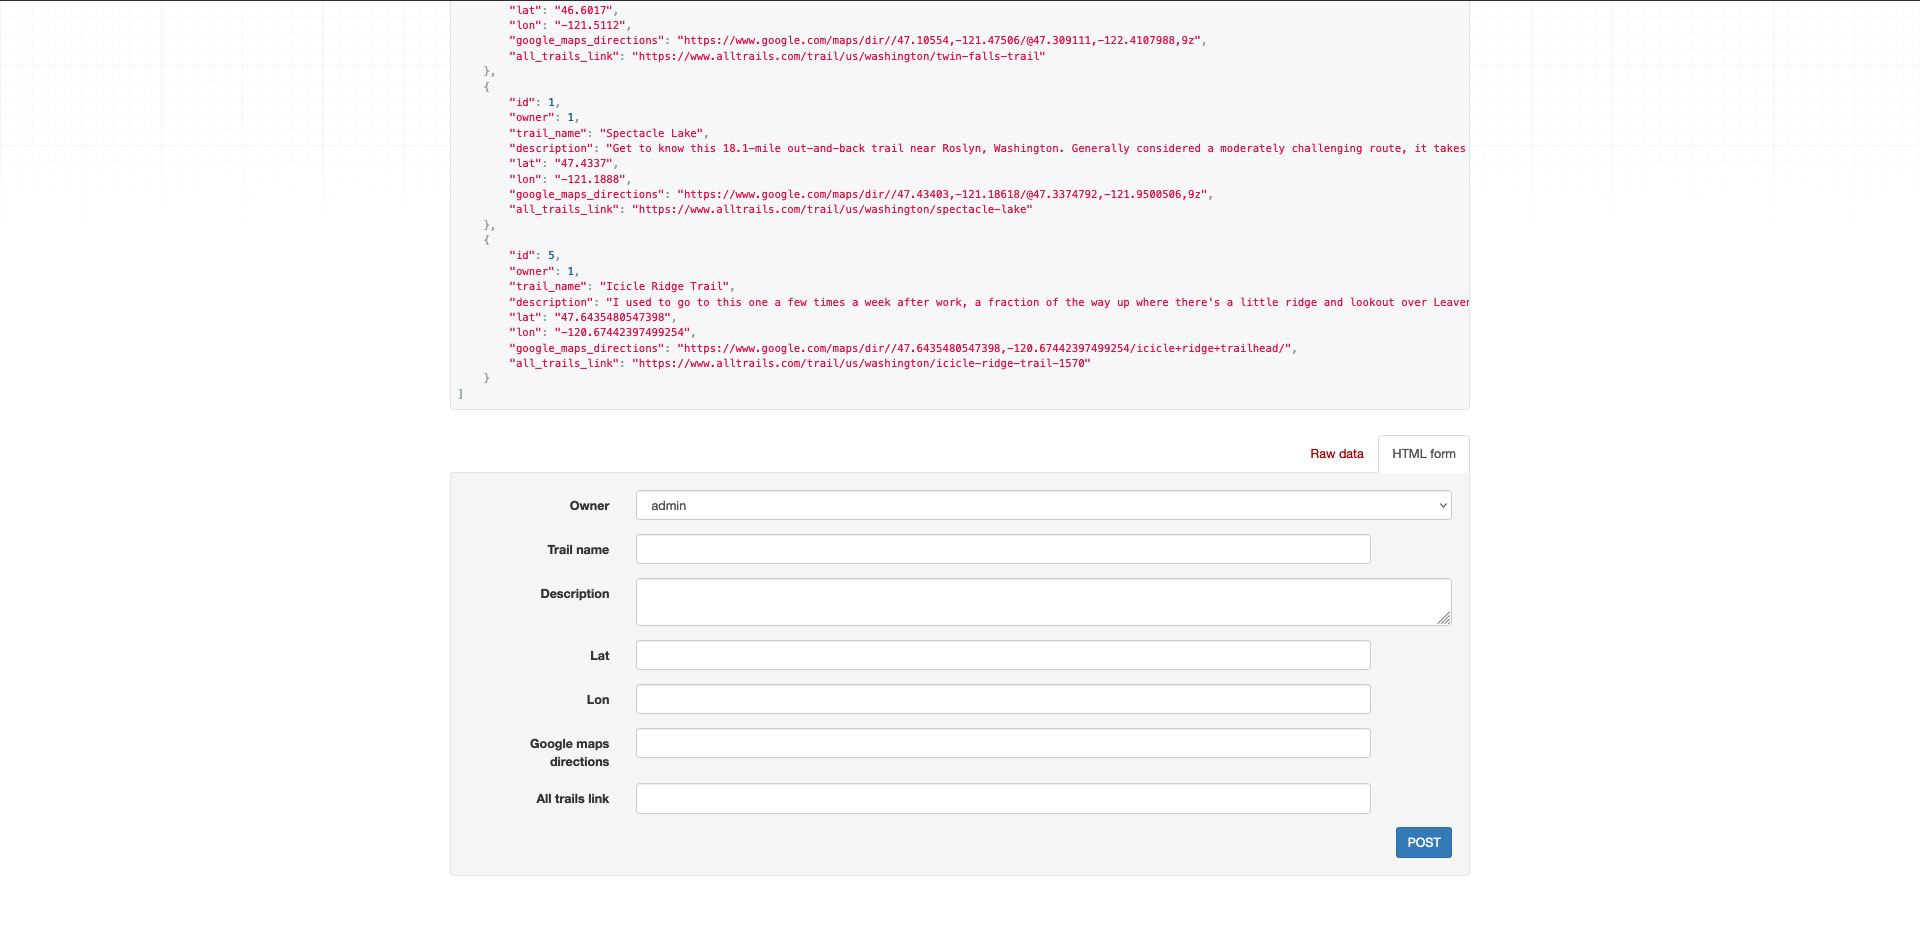 "lat": "46.6017",
"lon": "-121.5112",
"google_maps_directions": "https://www.google.com/maps/dir//47.10554,-121.47506/@47.309111,-122.4107988,9z",
"all_trails_link": "https://www.alltrails.com/trail/us/washington/twin-falls-trail"
},
{
"id": 1,
"owner": 1,
"trail_name": "Spectacle Lake",
"description": "Get to know this 18.1-mile out-and-back trail near Roslyn, Washington. Generally considered a moderately challenging route, it takes
"lat": "47.4337",
"lon": "-121.1888",
"google_maps_directions": "https://www.google.com/maps/dir//47.43403,-121.18618/@47.3374792,-121.9500506,9z",
"all_trails_link": "https://www.alltrails.com/trail/us/washington/spectacle-lake"
},
{
"id": 5,
"owner": 1,
"trail_name": "Icicle Ridge Trail",
"description": "I used to go to this one a few times a week after work, a fraction of the way up where there's a little ridge and lookout over Leaven
"lat": "47.6435480547398",
"lon": "-120.67442397499254",
"google_maps_directions": "https://www.google.com/maps/dir//47.6435480547398,-120.67442397499254/icicle+ridge+trailhead/",
"all_trails_link": "https://www.alltrails.com/trail/us/washington/icicle-ridge-trail-1570"
}
]
Raw data
HTML form
Owner
admin
Trail name
Description
Lat
Lon
Google maps
directions
All trails link
POST